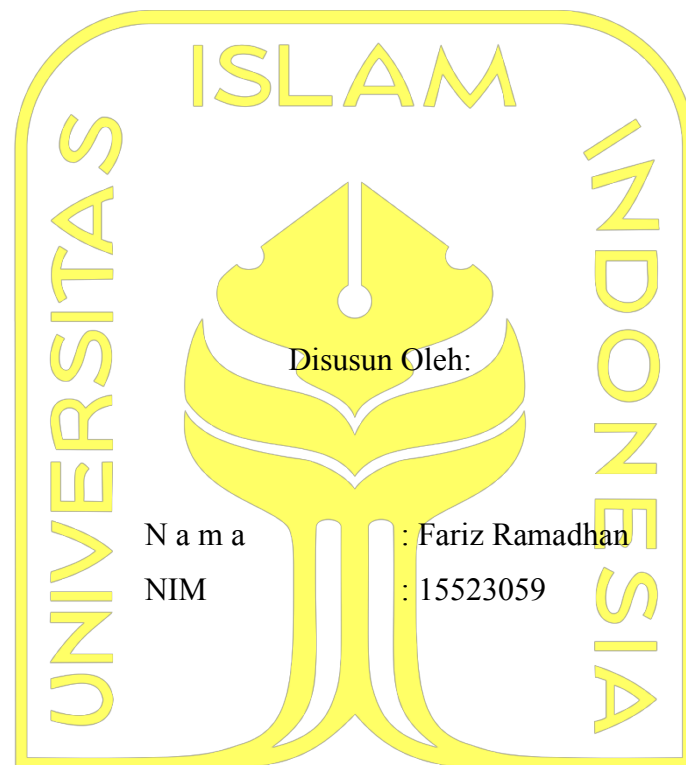 ISLAM
UNIVERSITAS
INDONESIA
Disusun Oleh:
N a m a : Fariz Ramadhan
NIM : 15523059